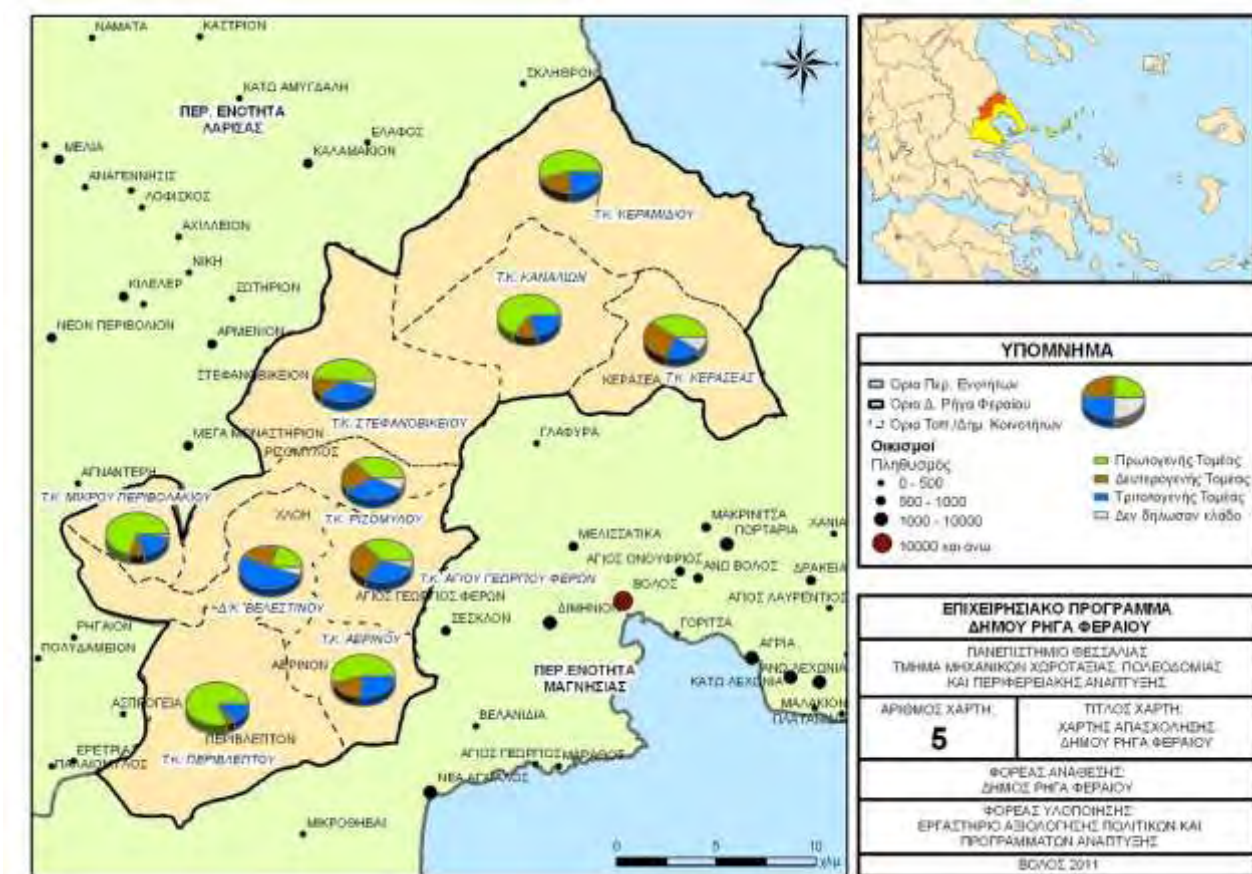 ΝΑΜΑΤΑ
ΚΑΣΤΡΙΟΝ
ΣΚΛΗΘΡΟΝ
ΚΑΤΩ ΑΜΥΓΔΑΛΗ
ΠΕΡ. ΕΝΟΤΗΤΑ
ΛΑΡΙΣΑΣ
ΕΛΑΦΟΣ
ΚΑΛΑΜΑΚΙΟΝ
ΜΕΛΙΑ
ΑΝΑΓΕΝΝΗΣΙΣ
ΛΟΦΙΣΚΟΣ
ΑΧΙΛΛΕΙΟΝ
ΝΙΚΗ
ΚΙΛΕΛΕΡ
ΣΩΤΗΡΙΟΝ
ΝΕΟΝ ΠΕΡΙΒΟΛΙΟΝ
ΑΡΜΕΝΙΟΝ
Τ.Κ. ΚΕΡΑΜΙΔΙΟΥ
Τ.Κ. ΚΑΝΑΛΙΩΝ
ΚΕΡΑΣΕΑ Τ.Κ. ΚΕΡΑΣΕΑΣ
ΣΤΕΦΑΝΟΒΙΚΕΙΟΝ
Τ.Κ. ΣΤΕΦΑΝΟΒΙΚΕΙΟΥ
ΓΛΑΦΥΡΑ
ΜΕΓΑ ΜΟΝΑΣΤΗΡΙΟΝ
ΡΙΖΟΜΥΛΟΣ
ΑΓΝΑΝΤΕΡΗ
Τ.Κ. ΜΙΚΡΟΥ ΠΕΡΙΒΟΛΑΚΙΟΥ
ΧΛΟΗ
Τ.Κ. ΡΙΖΟΜΥΛΟΥ
ΜΕΛΙΣΣΑΤΙΚΑ
ΜΑΚΡΙΝΙΤΣΑ
ΠΟΡΤΑΡΙΑ
ΧΑΝΙΑ
ΑΓΙΟΣ ΟΝΟΥΦΡΙΟΣ
ΑΝΩ ΒΟΛΟΣ
ΔΡΑΚΕΙΑ
ΒΟΛΟΣ
ΑΓΙΟΣ ΛΑΥΡΕΝΤΙΟΣ
Τ.Κ. ΑΓΙΟΥ ΓΕΩΡΓΙΟΥ ΦΕΡΩΝ
ΑΓΙΟΣ ΓΕΩΡΓΙΟΣ ΦΕΡΩΝ
Δ.Κ. ΒΕΛΕΣΤΙΝΟΥ
ΔΙΜΗΝΙΟΝ
ΣΕΣΚΛΟΝ
ΓΟΡΙΤΣΑ
ΑΓΡΙΑ
ΡΗΓΑΙΟΝ
ΠΟΛΥΔΑΜΕΙΟΝ
Τ.Κ. ΑΕΡΙΝΟΥ
ΑΕΡΙΝΟΝ
ΠΕΡ.ΕΝΟΤΗΤΑ
ΜΑΓΝΗΣΙΑΣ
ΑΝΩ ΛΕΧΩΝΙΑ
ΚΑΤΩ ΛΕΧΩΝΙΑ
ΜΑΛΑΚΙΟΝ
ΑΣΠΡΟΓΕΙΑ
ΠΕΡΙΒΛΕΠΤΟΝ
Τ.Κ. ΠΕΡΙΒΛΕΠΤΟΥ
ΒΕΛΑΝΙΔΙΑ
ΕΡΕΤΡΙΑ
ΑΓΙΟΣ ΓΕΩΡΓΙΟΣ
ΜΑΡΑΘΟΣ
ΝΕΑ ΑΓΧΙΑΛΟΣ
ΜΙΚΡΟΘΗΒΑΙ
0 5 10
χλμ
ΥΠΟΜΝΗΜΑ
Όρια Περ. Ενοτήτων
Όρια Δ. Ρήγα Φεραίου
Όρια Τοπ./Δημ. Κοινοτήτων
Οικισμοί
Πληθυσμός
0 - 500
500 - 1000
1000 - 10000
10000 και άνω
Πρωτογενής Τομέας
Δευτερογενής Τομέας
Τριτογενής Τομέας
Δεν δήλωσαν κλάδο
ΕΠΙΧΕΙΡΗΣΙΑΚΟ ΠΡΟΓΡΑΜΜΑ
ΔΗΜΟΥ ΡΗΓΑ ΦΕΡΑΙΟΥ
ΠΑΝΕΠΙΣΤΗΜΙΟ ΘΕΣΣΑΛΙΑΣ
ΤΜΗΜΑ ΜΗΧΑΝΙΚΩΝ ΧΩΡΟΤΑΞΙΑΣ, ΠΟΛΕΟΔΟΜΙΑΣ
ΚΑΙ ΠΕΡΙΦΕΡΕΙΑΚΗΣ ΑΝΑΠΤΥΞΗΣ
ΑΡΙΘΜΟΣ ΧΑΡΤΗ:
5
ΤΙΤΛΟΣ ΧΑΡΤΗ:
ΧΑΡΤΗΣ ΑΠΑΣΧΟΛΗΣΗΣ
ΔΗΜΟΥ ΡΗΓΑ ΦΕΡΑΙΟΥ
ΦΟΡΕΑΣ ΑΝΑΘΕΣΗΣ:
ΔΗΜΟΣ ΡΗΓΑ ΦΕΡΑΙΟΥ
ΦΟΡΕΑΣ ΥΛΟΠΟΙΗΣΗΣ:
ΕΡΓΑΣΤΗΡΙΟ ΑΞΙΟΛΟΓΗΣΗΣ ΠΟΛΙΤΙΚΩΝ ΚΑΙ
ΠΡΟΓΡΑΜΜΑΤΩΝ ΑΝΑΠΤΥΞΗΣ
ΒΟΛΟΣ 2011